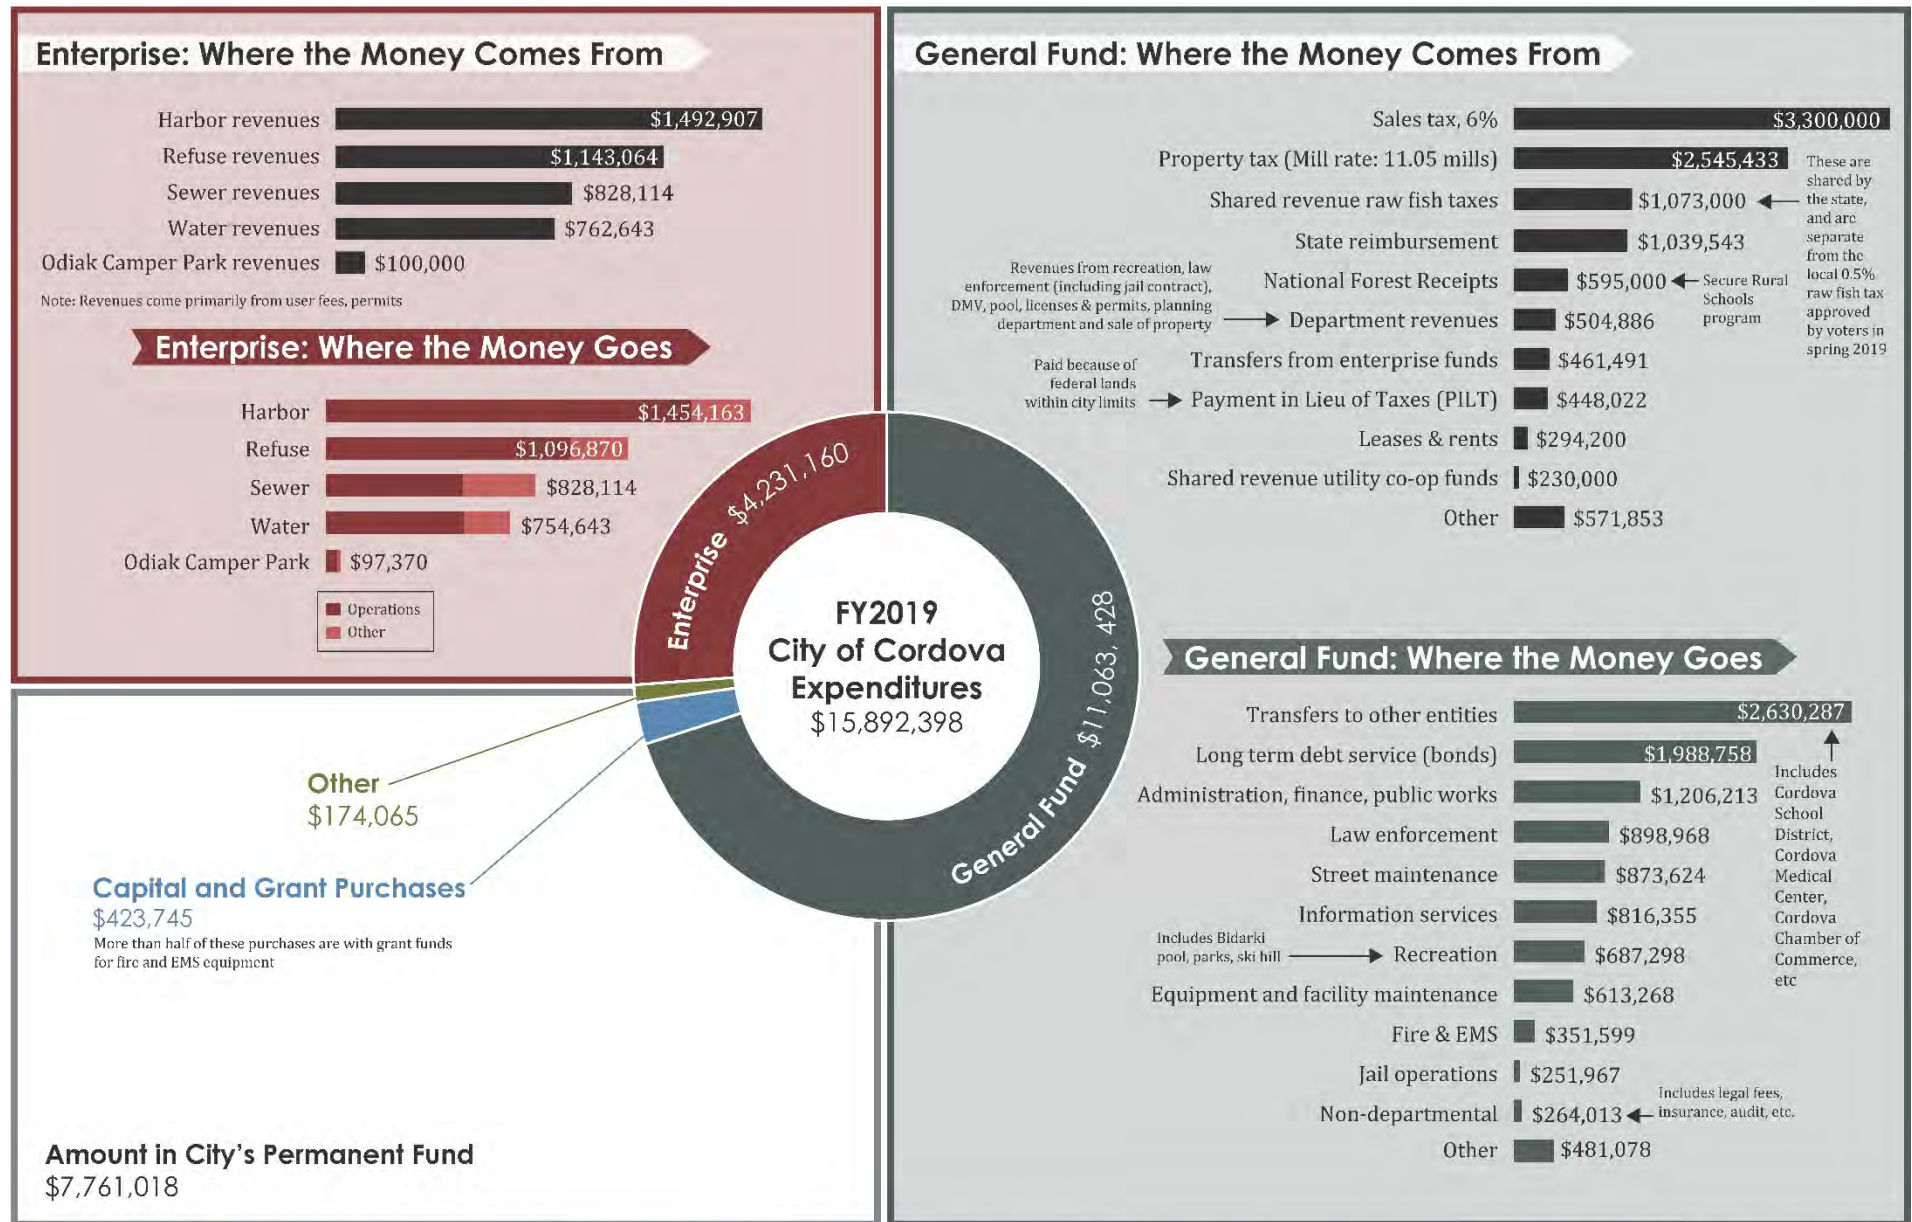 Enterprise: Where the Money Comes From
Harbor revenues $1,492,907
Refuse revenues $1,143,064
Sewer revenues $828,114
Water revenues $762,643
Odiak Camper Park revenues $100,000
Note: Revenues come primarily from user fees, permits
Enterprise: Where the Money Goes
Harbor $1,454,163
Refuse $1,096,870
Sewer $828,114
Water $754,643
Odiak Camper Park $97,370
Operations
Other
General Fund: Where the Money Comes From
Sales tax, 6% $3,300,000
Property tax (Mill rate: 11.05 mills) $2,545,433
Shared revenue raw fish taxes $1,073,000
These are
shared by
the state,
and are
separate
from the
local 0.5%
raw fish tax
approved
by voters in
spring 2019
State reimbursement $1,039,543
National Forest Receipts $595,000
Secure Rural
Schools
program
Revenues from recreation, law
enforcement (including jail contract),
DMV, pool, licenses & permits, planning
department and sale of property
Department revenues $504,886
Transfers from enterprise funds $461,491
Paid because of
federal lands
within city limits
Payment in Lieu of Taxes (PILT) $448,022
Leases & rents $294,200
Shared revenue utility co-op funds $230,000
Other $571,853
Enterprise $4,231,160
General Fund $11,063, 428
FY2019
City of Cordova
Expenditures
$15,892,398
Other
$174,065
Capital and Grant Purchases
$423,745
More than half of these purchases are with grant funds
for fire and EMS equipment
Amount in City's Permanent Fund
$7,761,018
General Fund: Where the Money Goes
Transfers to other entities $2,630,287
Includes
Cordova
School
District,
Cordova
Medical
Center,
Cordova
Chamber of
Commerce,
etc
Long term debt service (bonds) $1,988,758
Administration, finance, public works $1,206,213
Law enforcement $898,968
Street maintenance $873,624
Information services $816,355
Includes Bidarki
pool, parks, ski hill
Recreation $687,298
Equipment and facility maintenance $613,268
Fire & EMS $351,599
Jail operations $251,967
Non-departmental $264,013
Includes legal fees,
insurance, audit, etc.
Other $481,078